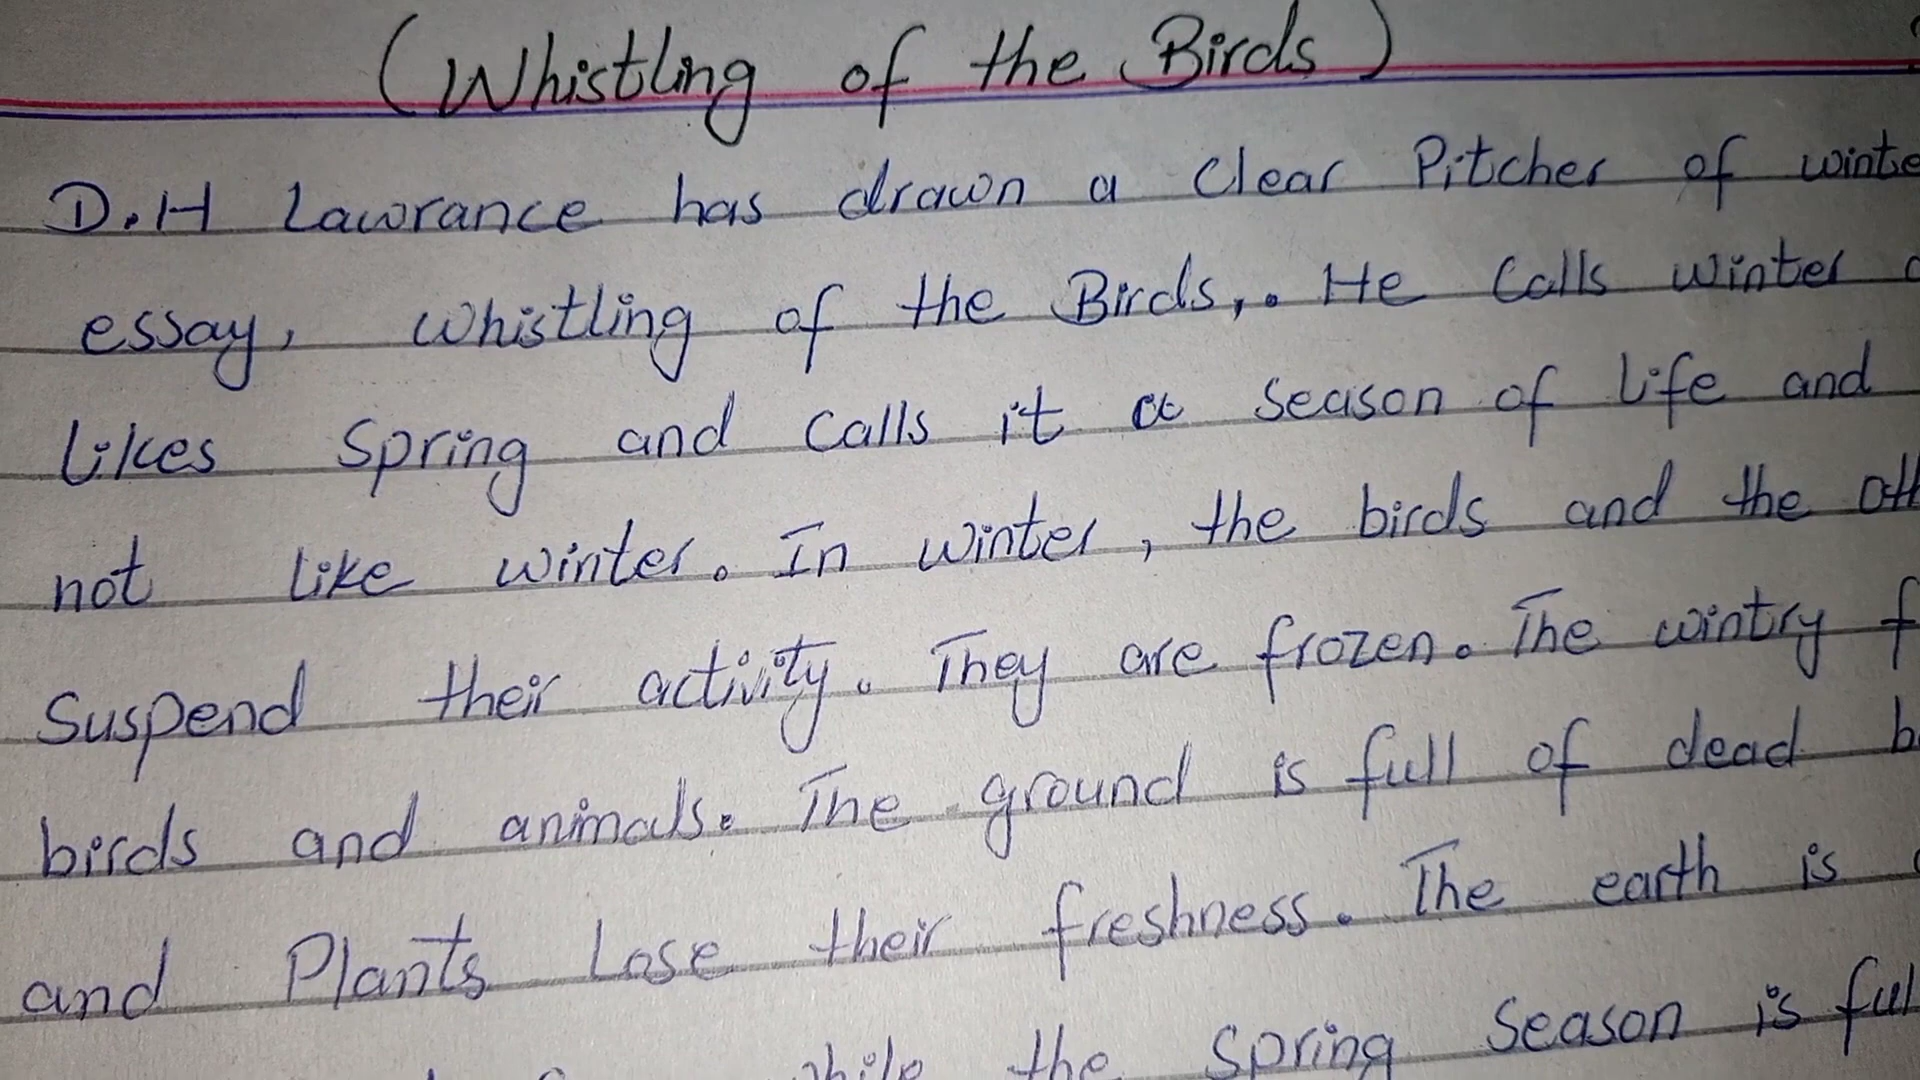 (Whistling of the Birds)
D.H Lawrance has drawn a Clear Pitcher of winte
essay, whistling of the Birds,. He Calls winter
likes Spring and Calls it a Season of life and
not like winter. In winter, the birds and the oth
Suspend their activity. They are frozen. The wintry f
birds and animals. The ground is full of dead b
and Plants Lose their freshness. The earth is
while the Spring Season is ful